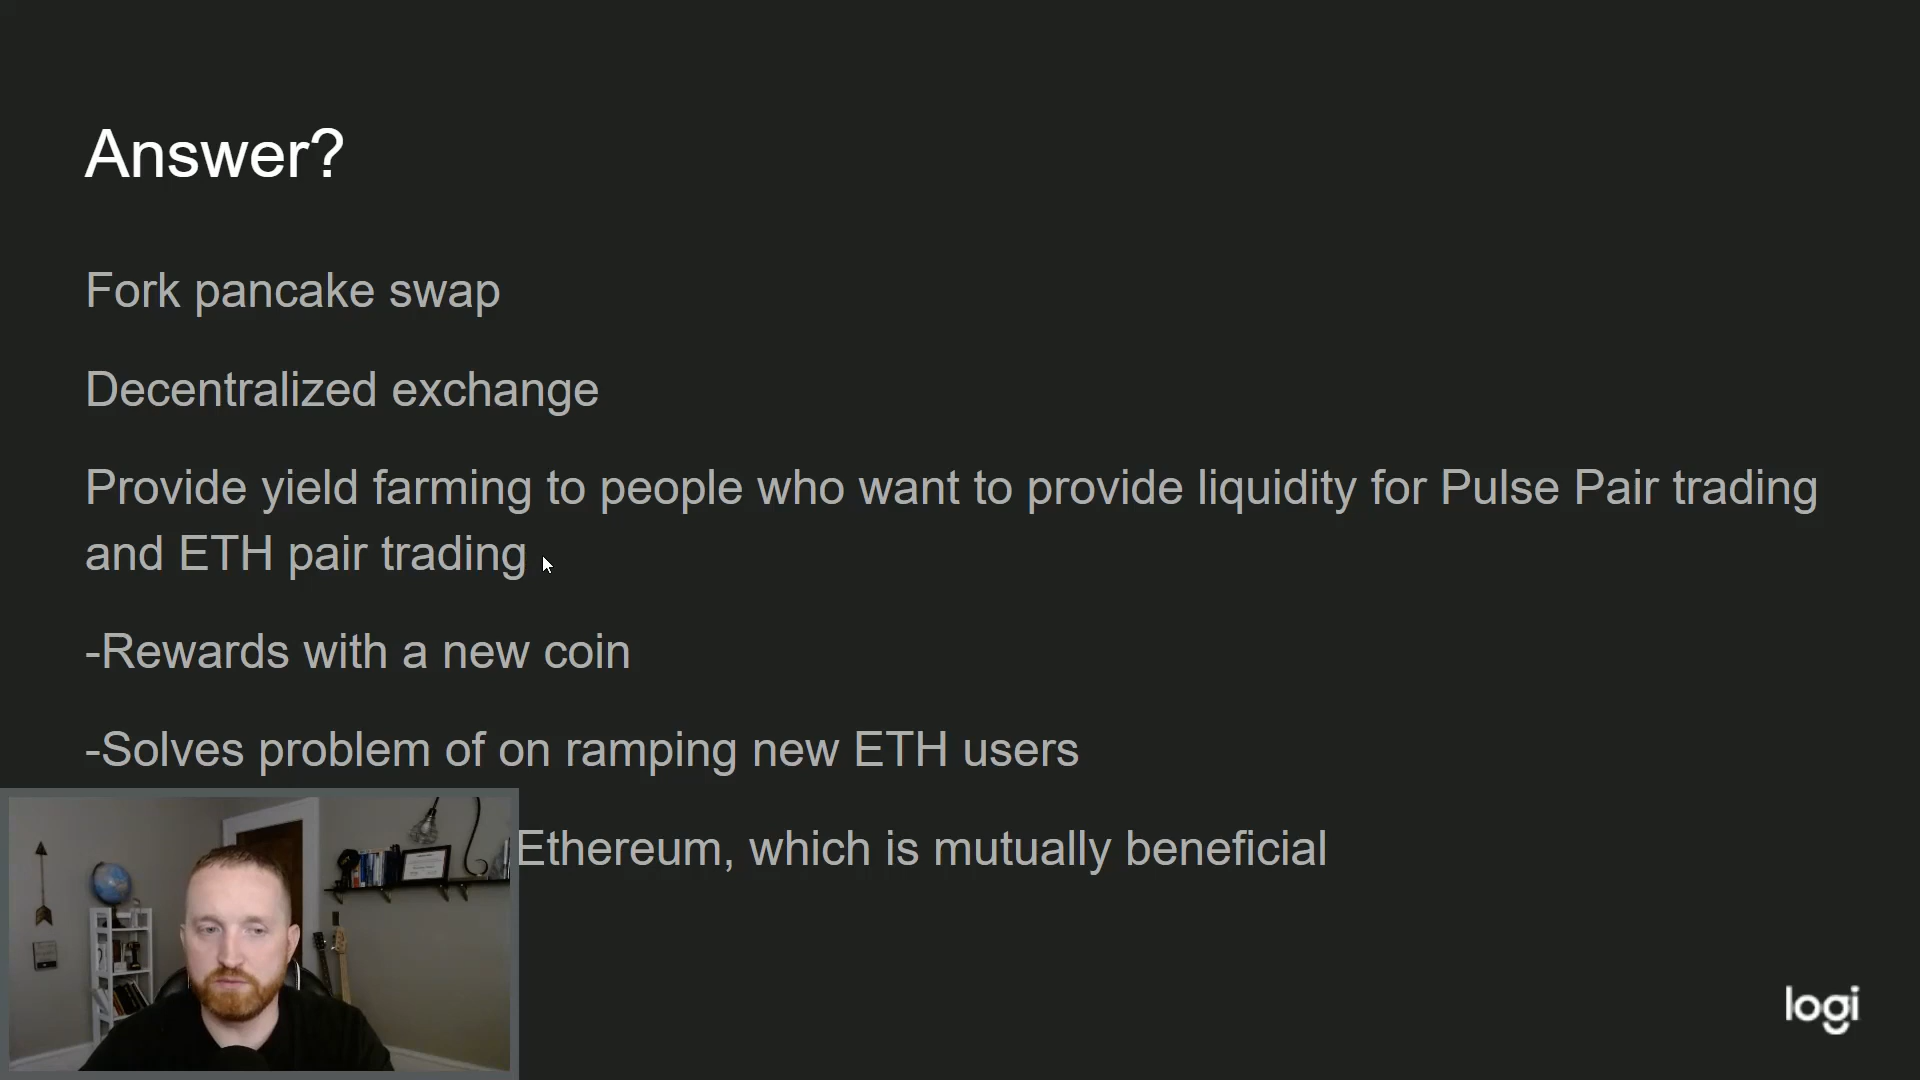 Answer?
Fork pancake swap
Decentralized exchange
Provide yield farming to people who want to provide liquidity for Pulse Pair trading
and ETH pair trading
-Rewards with a new coin
-Solves problem of on ramping new ETH users
Ethereum, which is mutually beneficial
logi